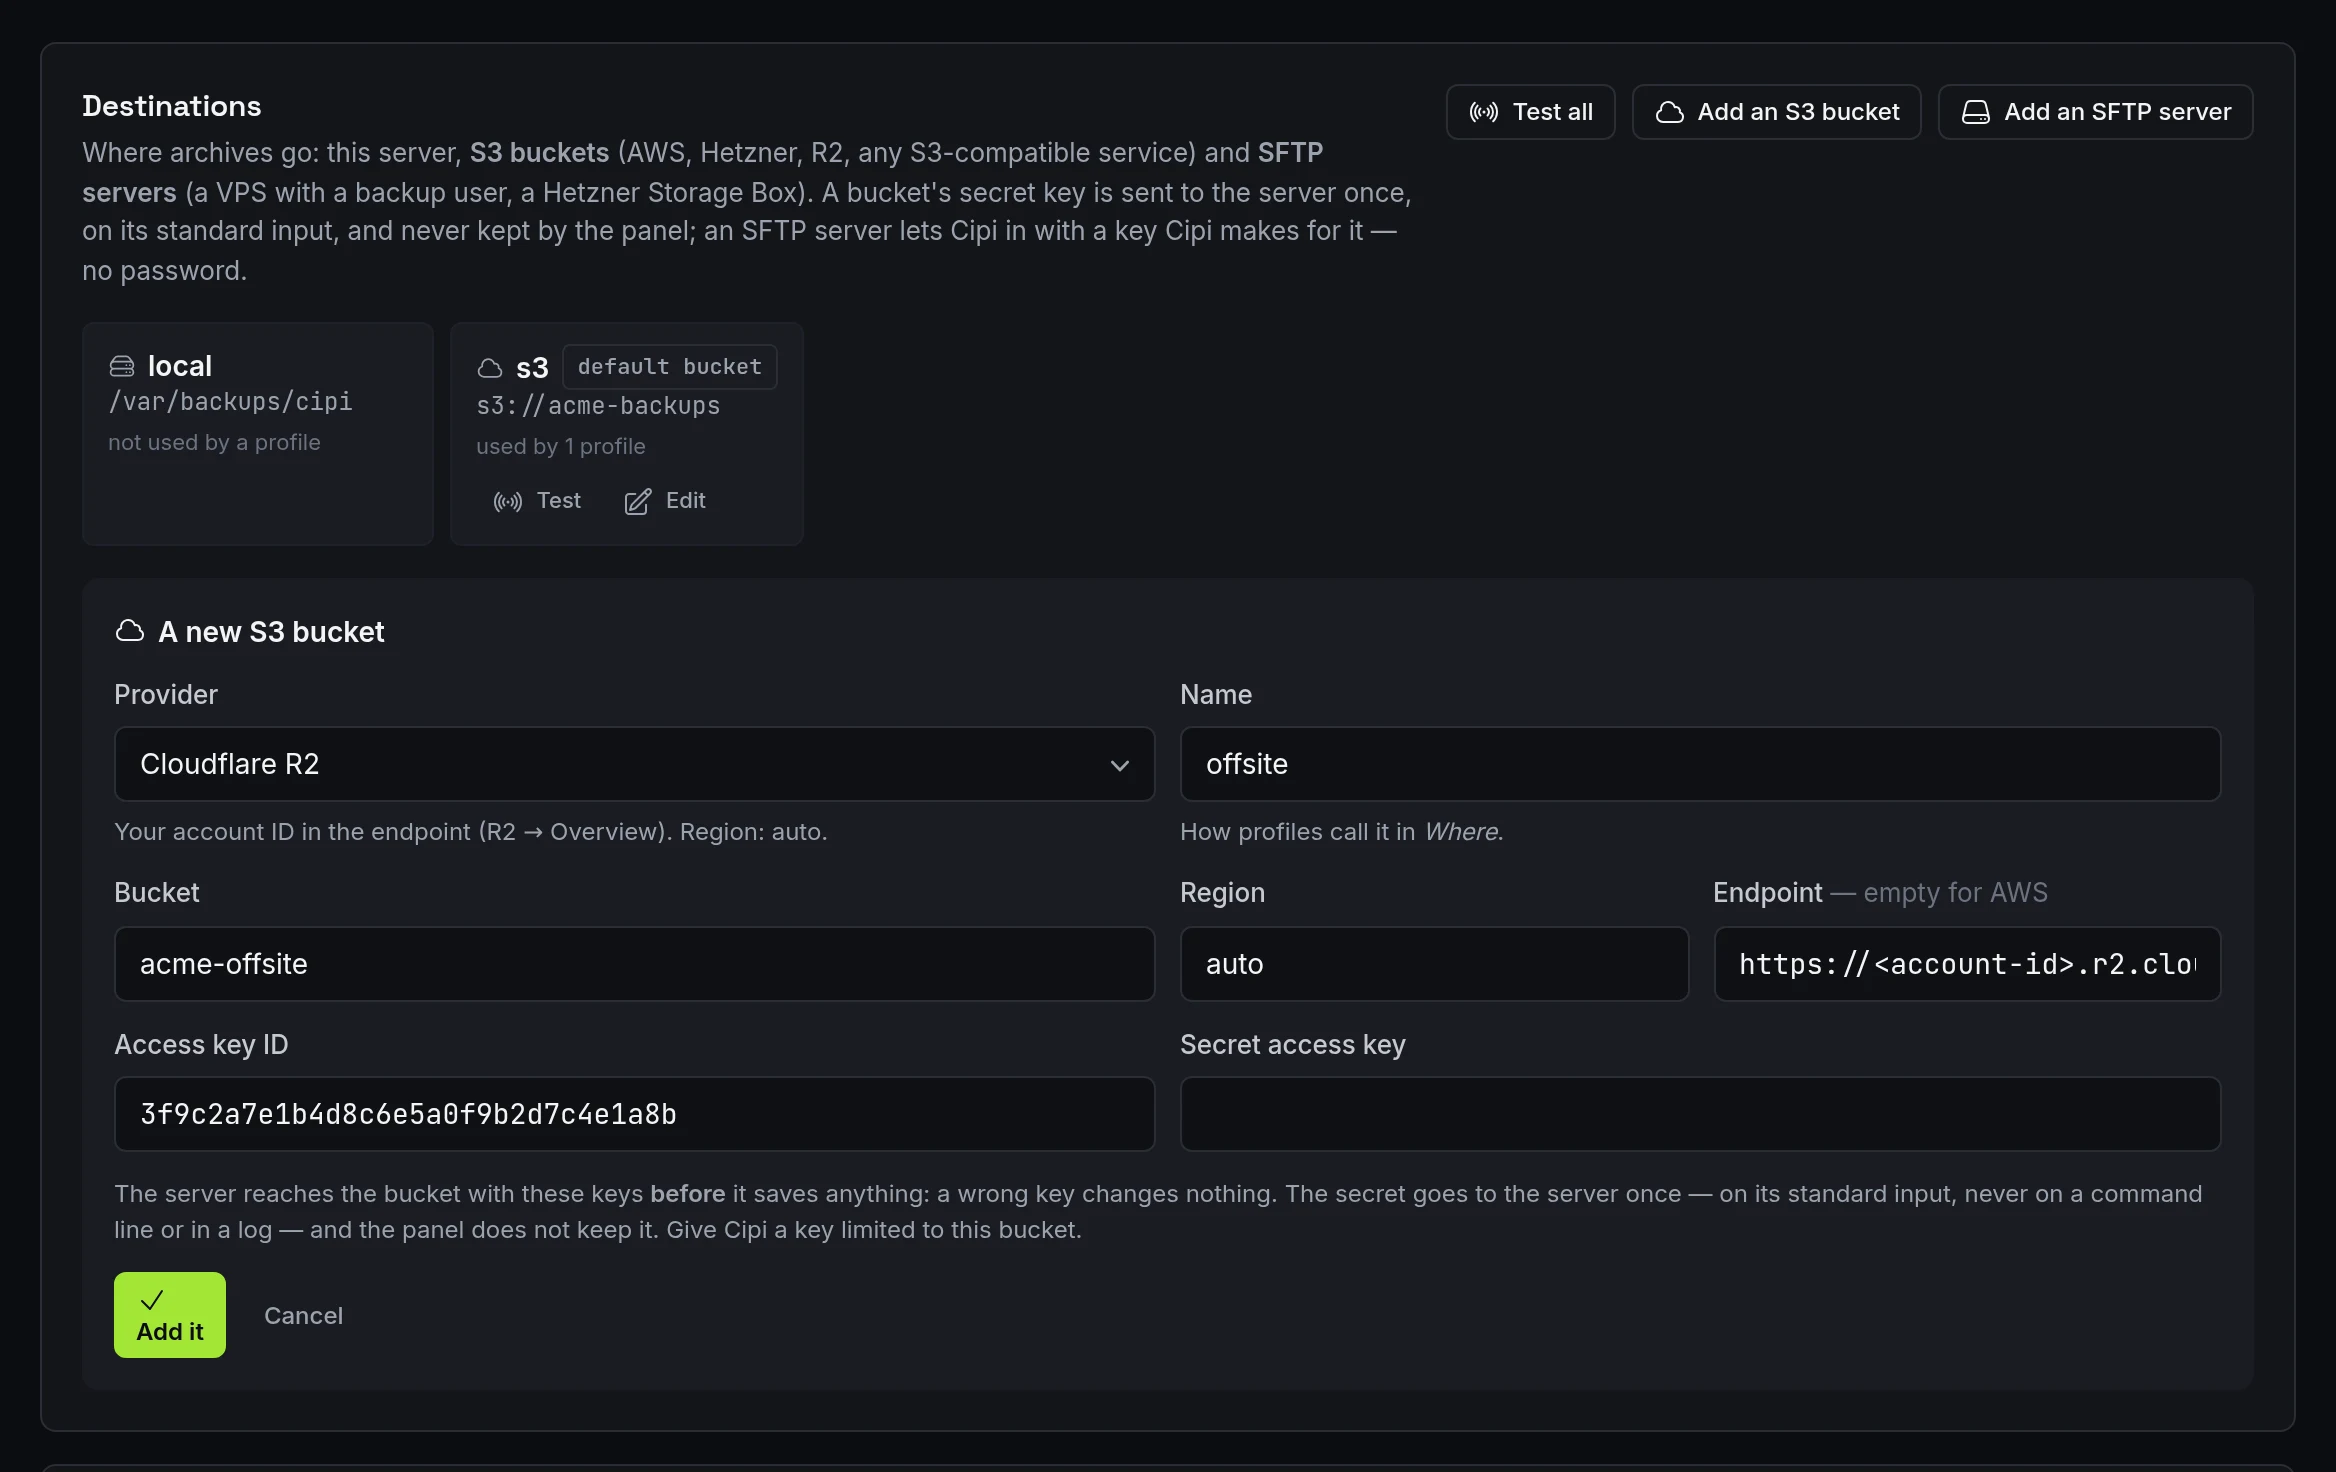 Destinations
Test all
Add an S3 bucket
Add an SFTP server
Where archives go: this server, S3 buckets (AWS, Hetzner, R2, any S3-compatible service) and SFTP
servers (a VPS with a backup user, a Hetzner Storage Box). A bucket's secret key is sent to the server once,
on its standard input, and never kept by the panel; an SFTP server lets Cipi in with a key Cipi makes for it —
no password.
local
/var/backups/cipi
not used by a profile
s3 default bucket
s3://acme-backups
used by 1 profile
Test Edit
A new S3 bucket
Provider
Cloudflare R2
Your account ID in the endpoint (R2 → Overview). Region: auto.
Name
offsite
How profiles call it in Where.
Bucket
acme-offsite
Region
auto
Endpoint — empty for AWS
https://<account-id>.r2.clo
Access key ID
3f9c2a7e1b4d8c6e5a0f9b2d7c4e1a8b
Secret access key
The server reaches the bucket with these keys before it saves anything: a wrong key changes nothing. The secret goes to the server once — on its standard input, never on a command
line or in a log — and the panel does not keep it. Give Cipi a key limited to this bucket.
Add it
Cancel